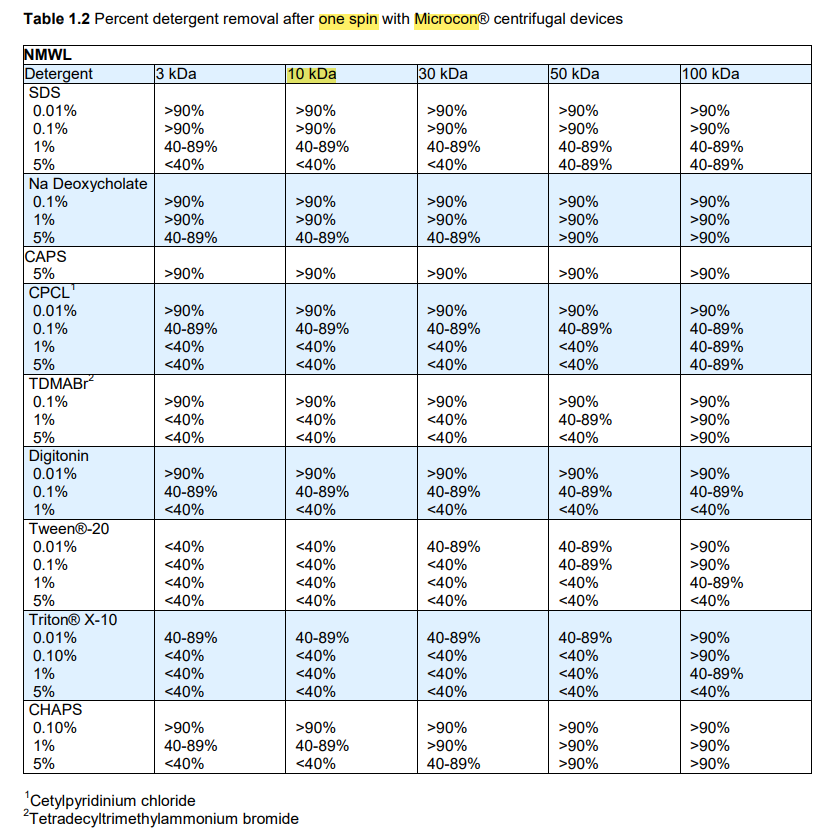 Table 1.2 Percent detergent removal after one spin with Microcon® centrifugal devices
NMWL
Detergent 3 kDa 10 kDa 30 kDa 50 kDa 100 kDa
SDS
0.01% >90% >90% >90% >90% >90%
0.1% >90% >90% >90% >90% >90%
1% 40-89% 40-89% 40-89% 40-89% 40-89%
5% <40% <40% <40% 40-89% 40-89%
Na Deoxycholate
0.1% >90% >90% >90% >90% >90%
1% >90% >90% >90% >90% >90%
5% 40-89% 40-89% 40-89% >90% >90%
CAPS
5% >90% >90% >90% >90% >90%
CPCL1
0.01% >90% >90% >90% >90% >90%
0.1% 40-89% 40-89% 40-89% 40-89% 40-89%
1% <40% <40% <40% <40% 40-89%
5% <40% <40% <40% <40% 40-89%
TDMABr2
0.1% >90% >90% >90% >90% >90%
1% <40% <40% <40% 40-89% >90%
5% <40% <40% <40% <40% >90%
Digitonin
0.01% >90% >90% >90% >90% >90%
0.1% 40-89% 40-89% 40-89% 40-89% 40-89%
1% <40% <40% <40% <40% <40%
Tween®-20
0.01% <40% <40% 40-89% 40-89% >90%
0.1% <40% <40% <40% 40-89% >90%
1% <40% <40% <40% <40% 40-89%
5% <40% <40% <40% <40% <40%
Triton® X-10
0.01% 40-89% 40-89% 40-89% 40-89% >90%
0.10% <40% <40% <40% <40% >90%
1% <40% <40% <40% <40% 40-89%
5% <40% <40% <40% <40% <40%
CHAPS
0.10% >90% >90% >90% >90% >90%
1% 40-89% 40-89% >90% >90% >90%
5% <40% <40% 40-89% >90% >90%
1Cetylpyridinium chloride
2Tetradecyltrimethylammonium bromide